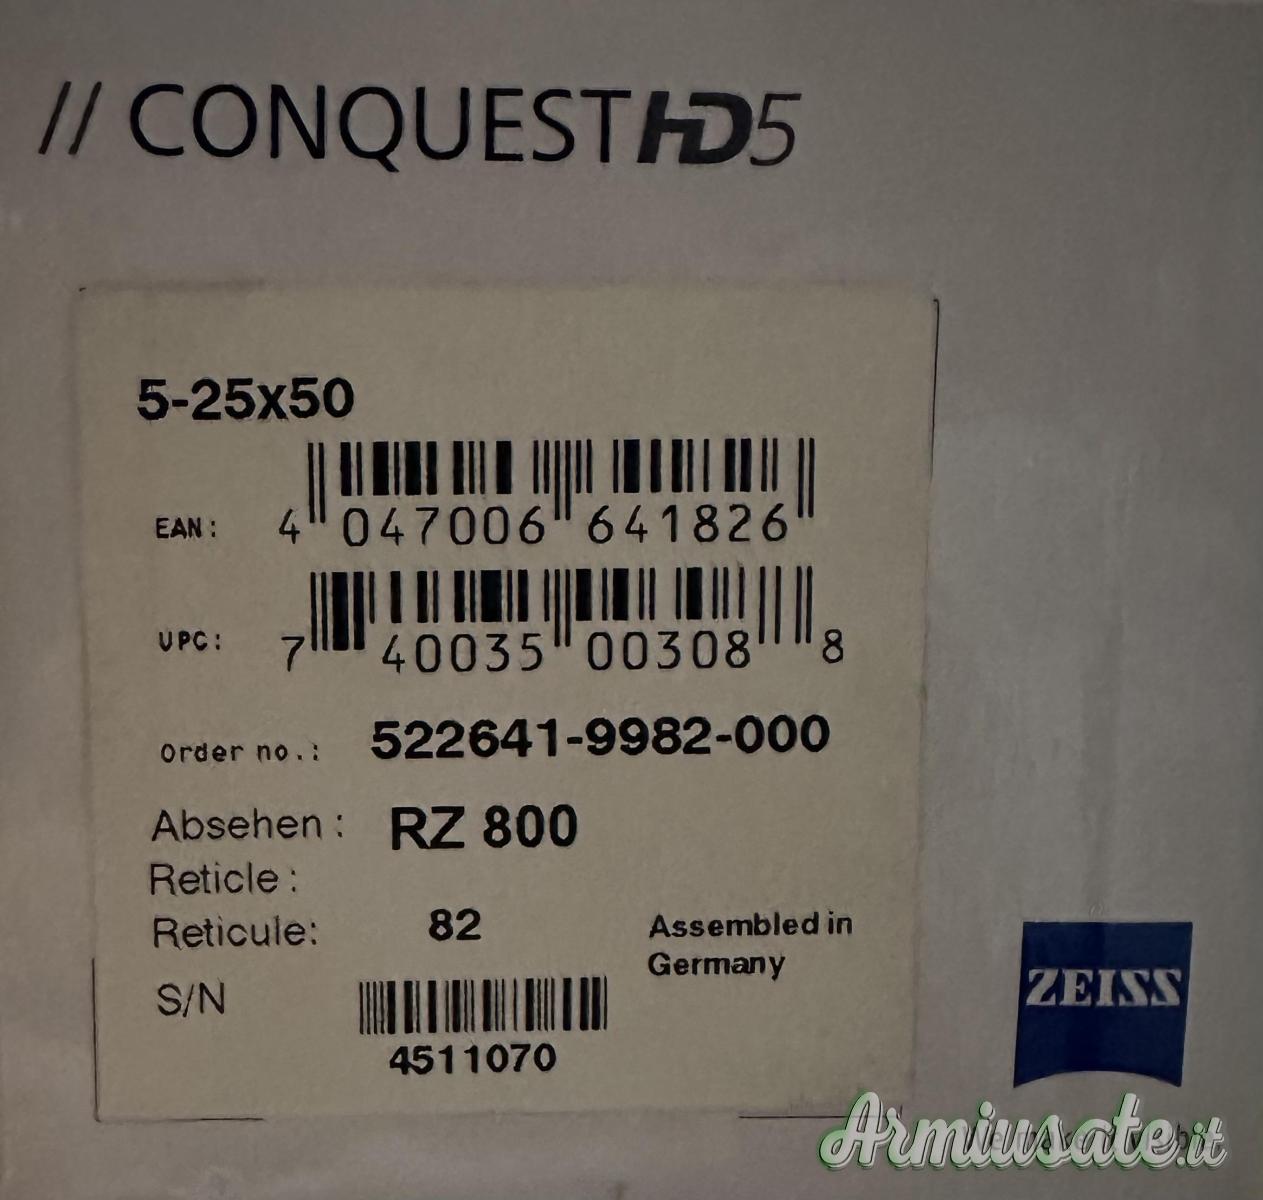 // CONQUEST HD5
5-25x50
EAN: 4 047006 641826
UPC: 7 40035 00308 8
Order no.: 522641-9982-000
Absehen: RZ 800
Reticle:
Reticule: 82
Assembled in
Germany
S/N
4511070
ZEISS
Armiusate.it